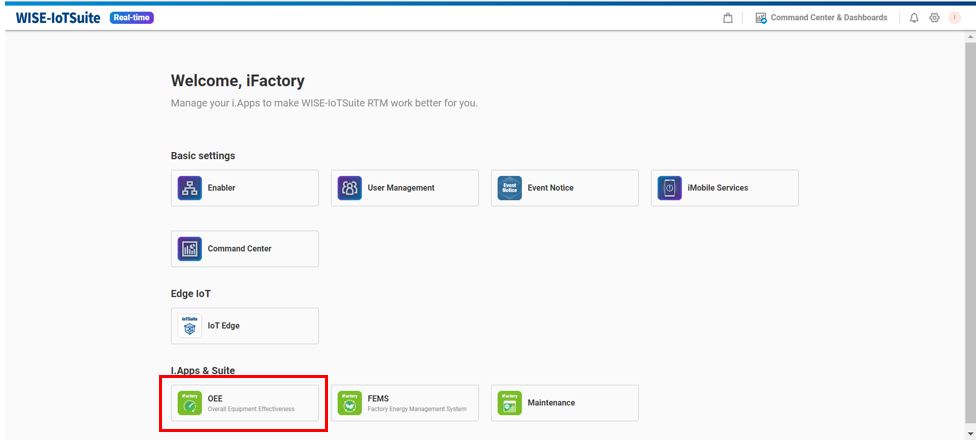 WISE-IoTSuite Real-time Command Center & Dashboards I
Welcome, iFactory
Manage your i.Apps to make WISE-IoTSuite RTM work better for you.
Basic settings
Enabler
User Management
Event Notice
Event Notice
iMobile Services
Command Center
Edge IoT
IoTSuite
IoT Edge
I.Apps & Suite
iFactory
OEE
Overall Equipment Effectiveness
iFactory
FEMS
Factory Energy Management System
iFactory
Maintenance